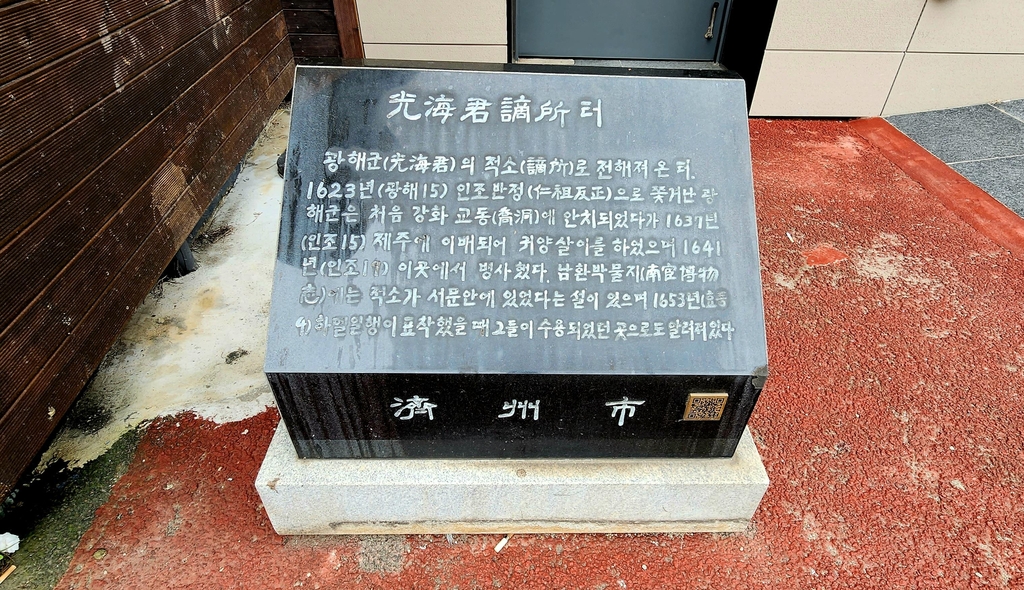 光海君謫所터
광해군(光海君)의 적소(謫所)로 전해져 온 터.
1623년(광해15) 인조반정(仁祖反正)으로 쫓겨난 광
해군은 처음 강화 교동(喬洞)에 안치되었다가 1637년
(인조15) 제주에 이배되어 귀양살이를 하였으며 1641
년(인조19) 이곳에서 병사했다. 남환박물지(南宦博物
志)에는 적소가 서문안에 있었다는 설이 있으며 1653년(효종
4) 하멜일행이 표착했을 때 그들이 수용되었던 곳으로도 알려져있다
濟州市